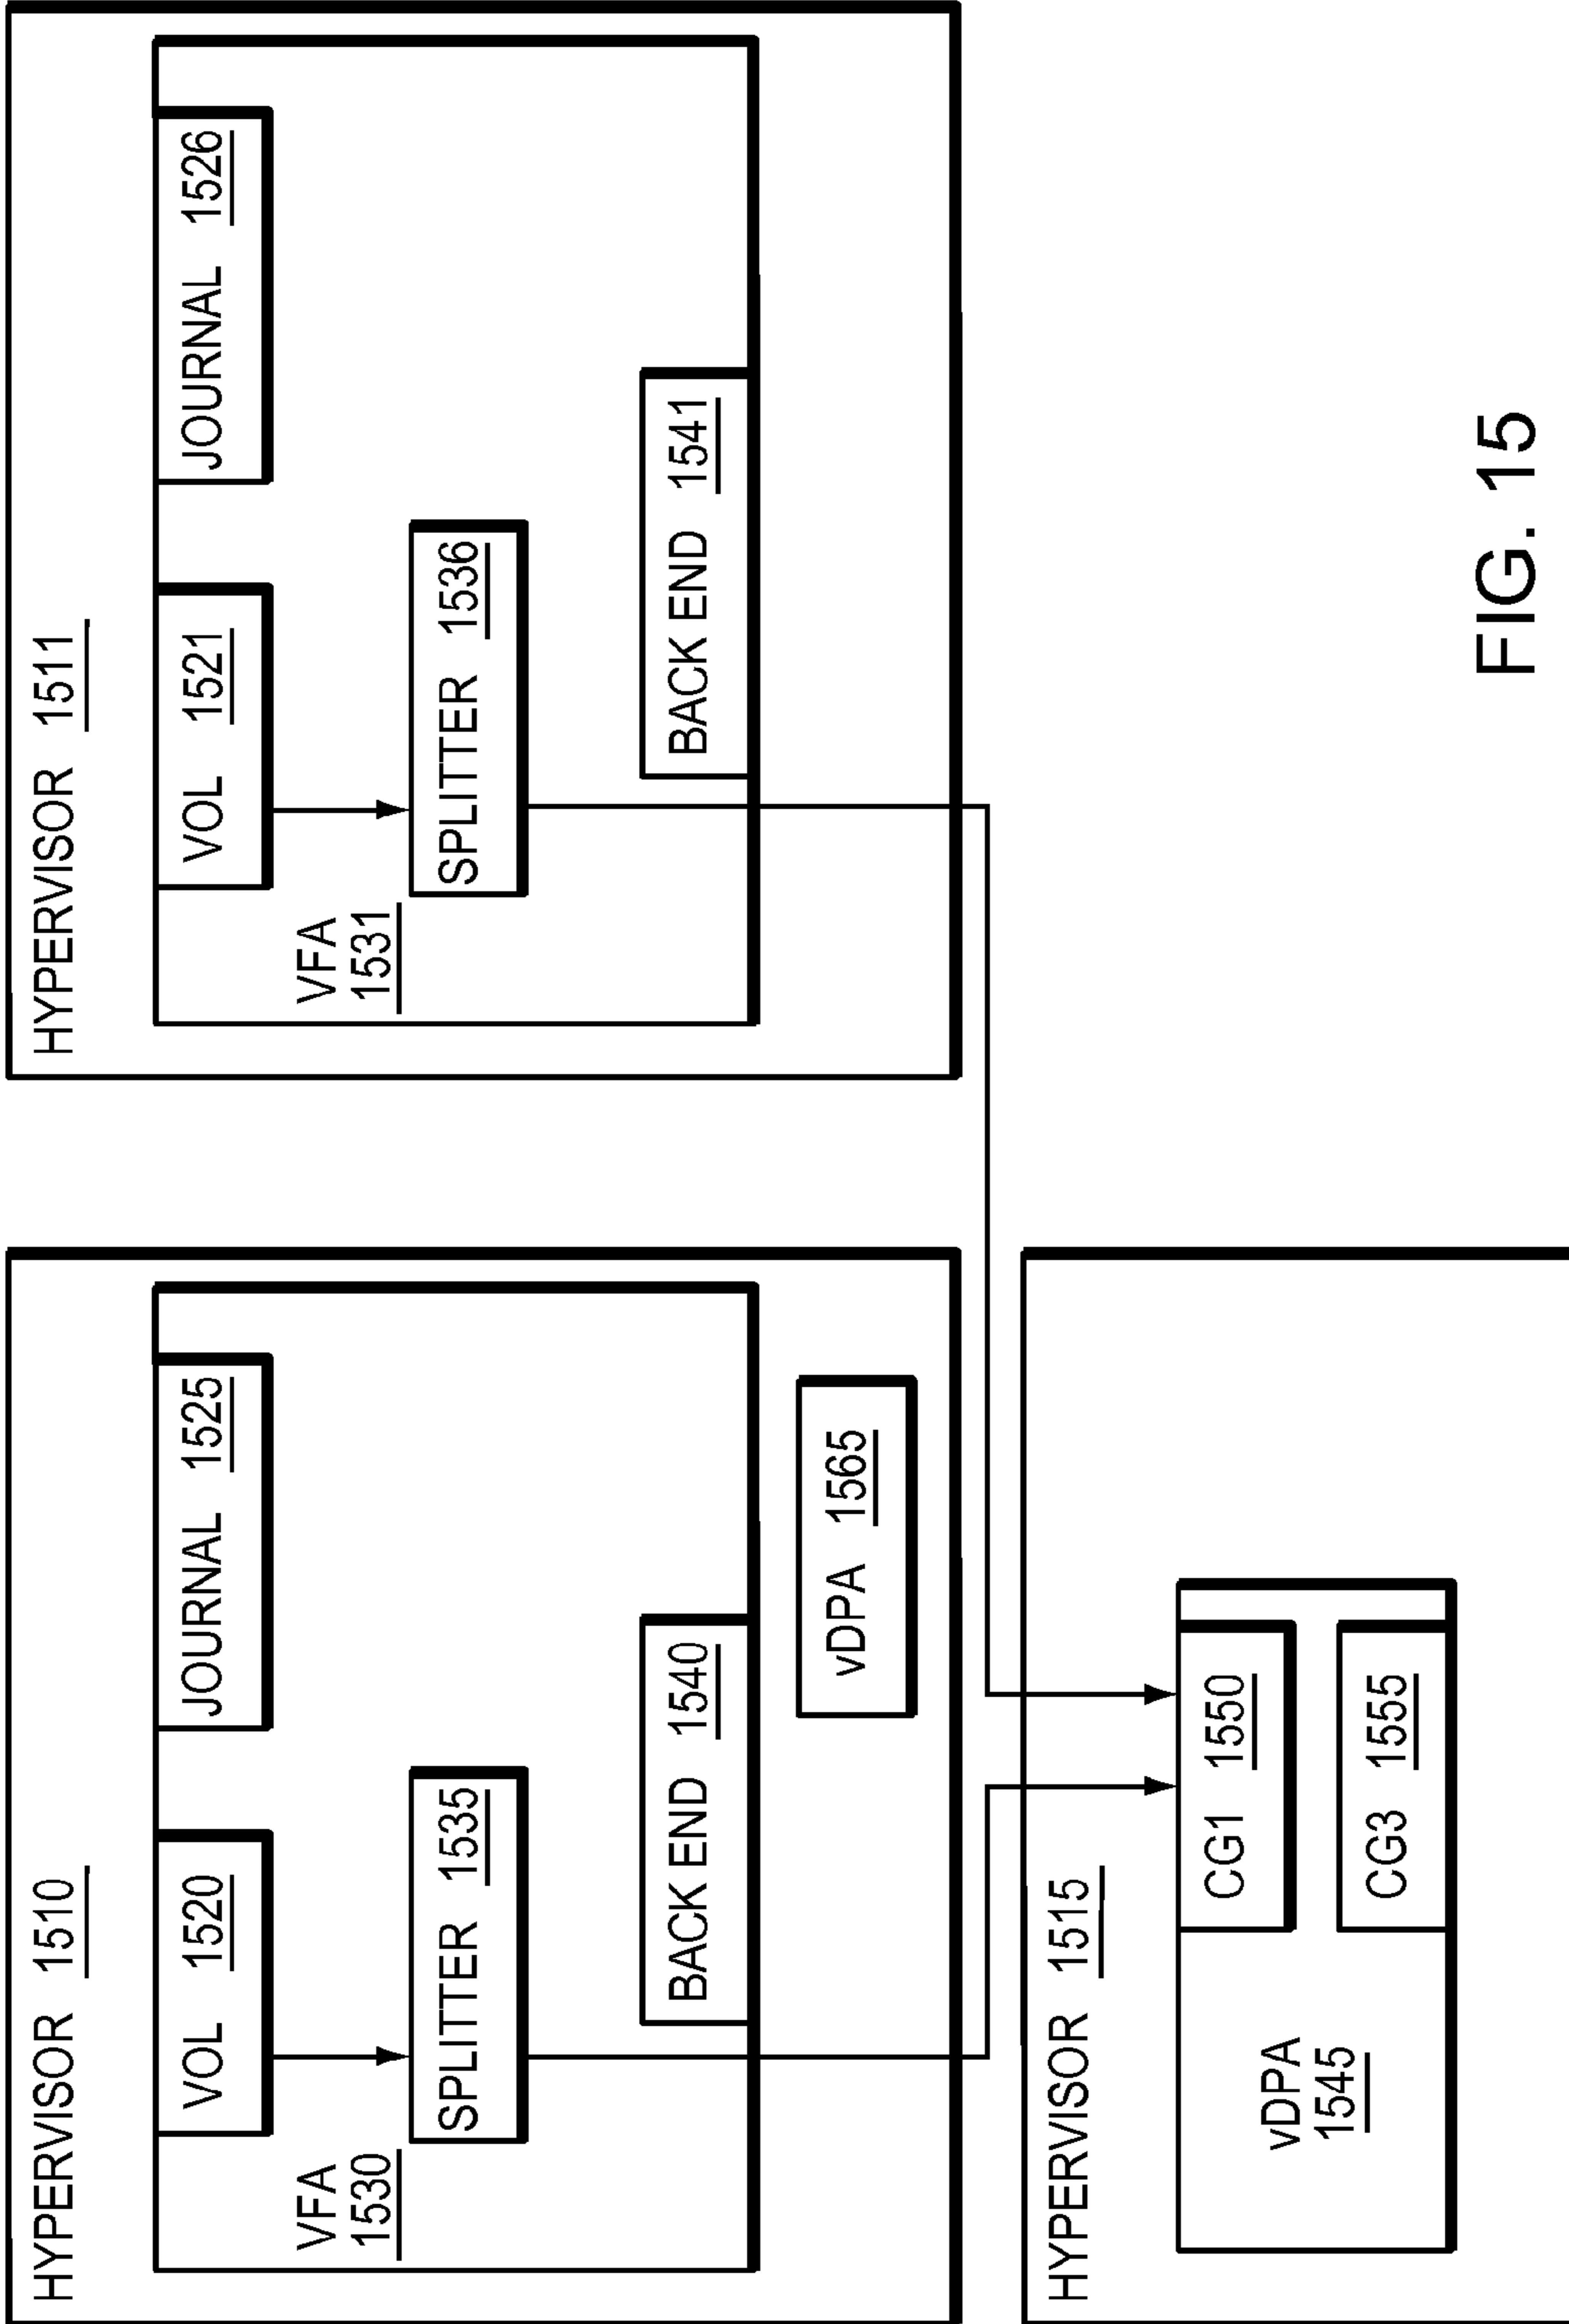 HYPERVISOR 1510
VOL 1520
JOURNAL 1525
VFA
1530
SPLITTER 1535
BACK END 1540
vDPA 1565
HYPERVISOR 1511
VOL 1521
JOURNAL 1526
VFA
1531
SPLITTER 1536
BACK END 1541
HYPERVISOR 1515
vDPA
1545
CG1 1550
CG3 1555
FIG. 15